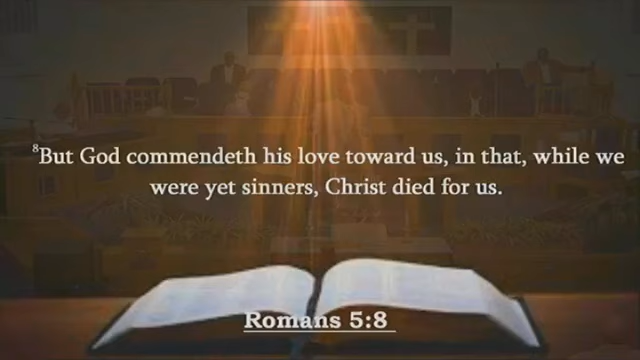 ⁸But God commendeth his love toward us, in that, while we
were yet sinners, Christ died for us.
Romans 5:8